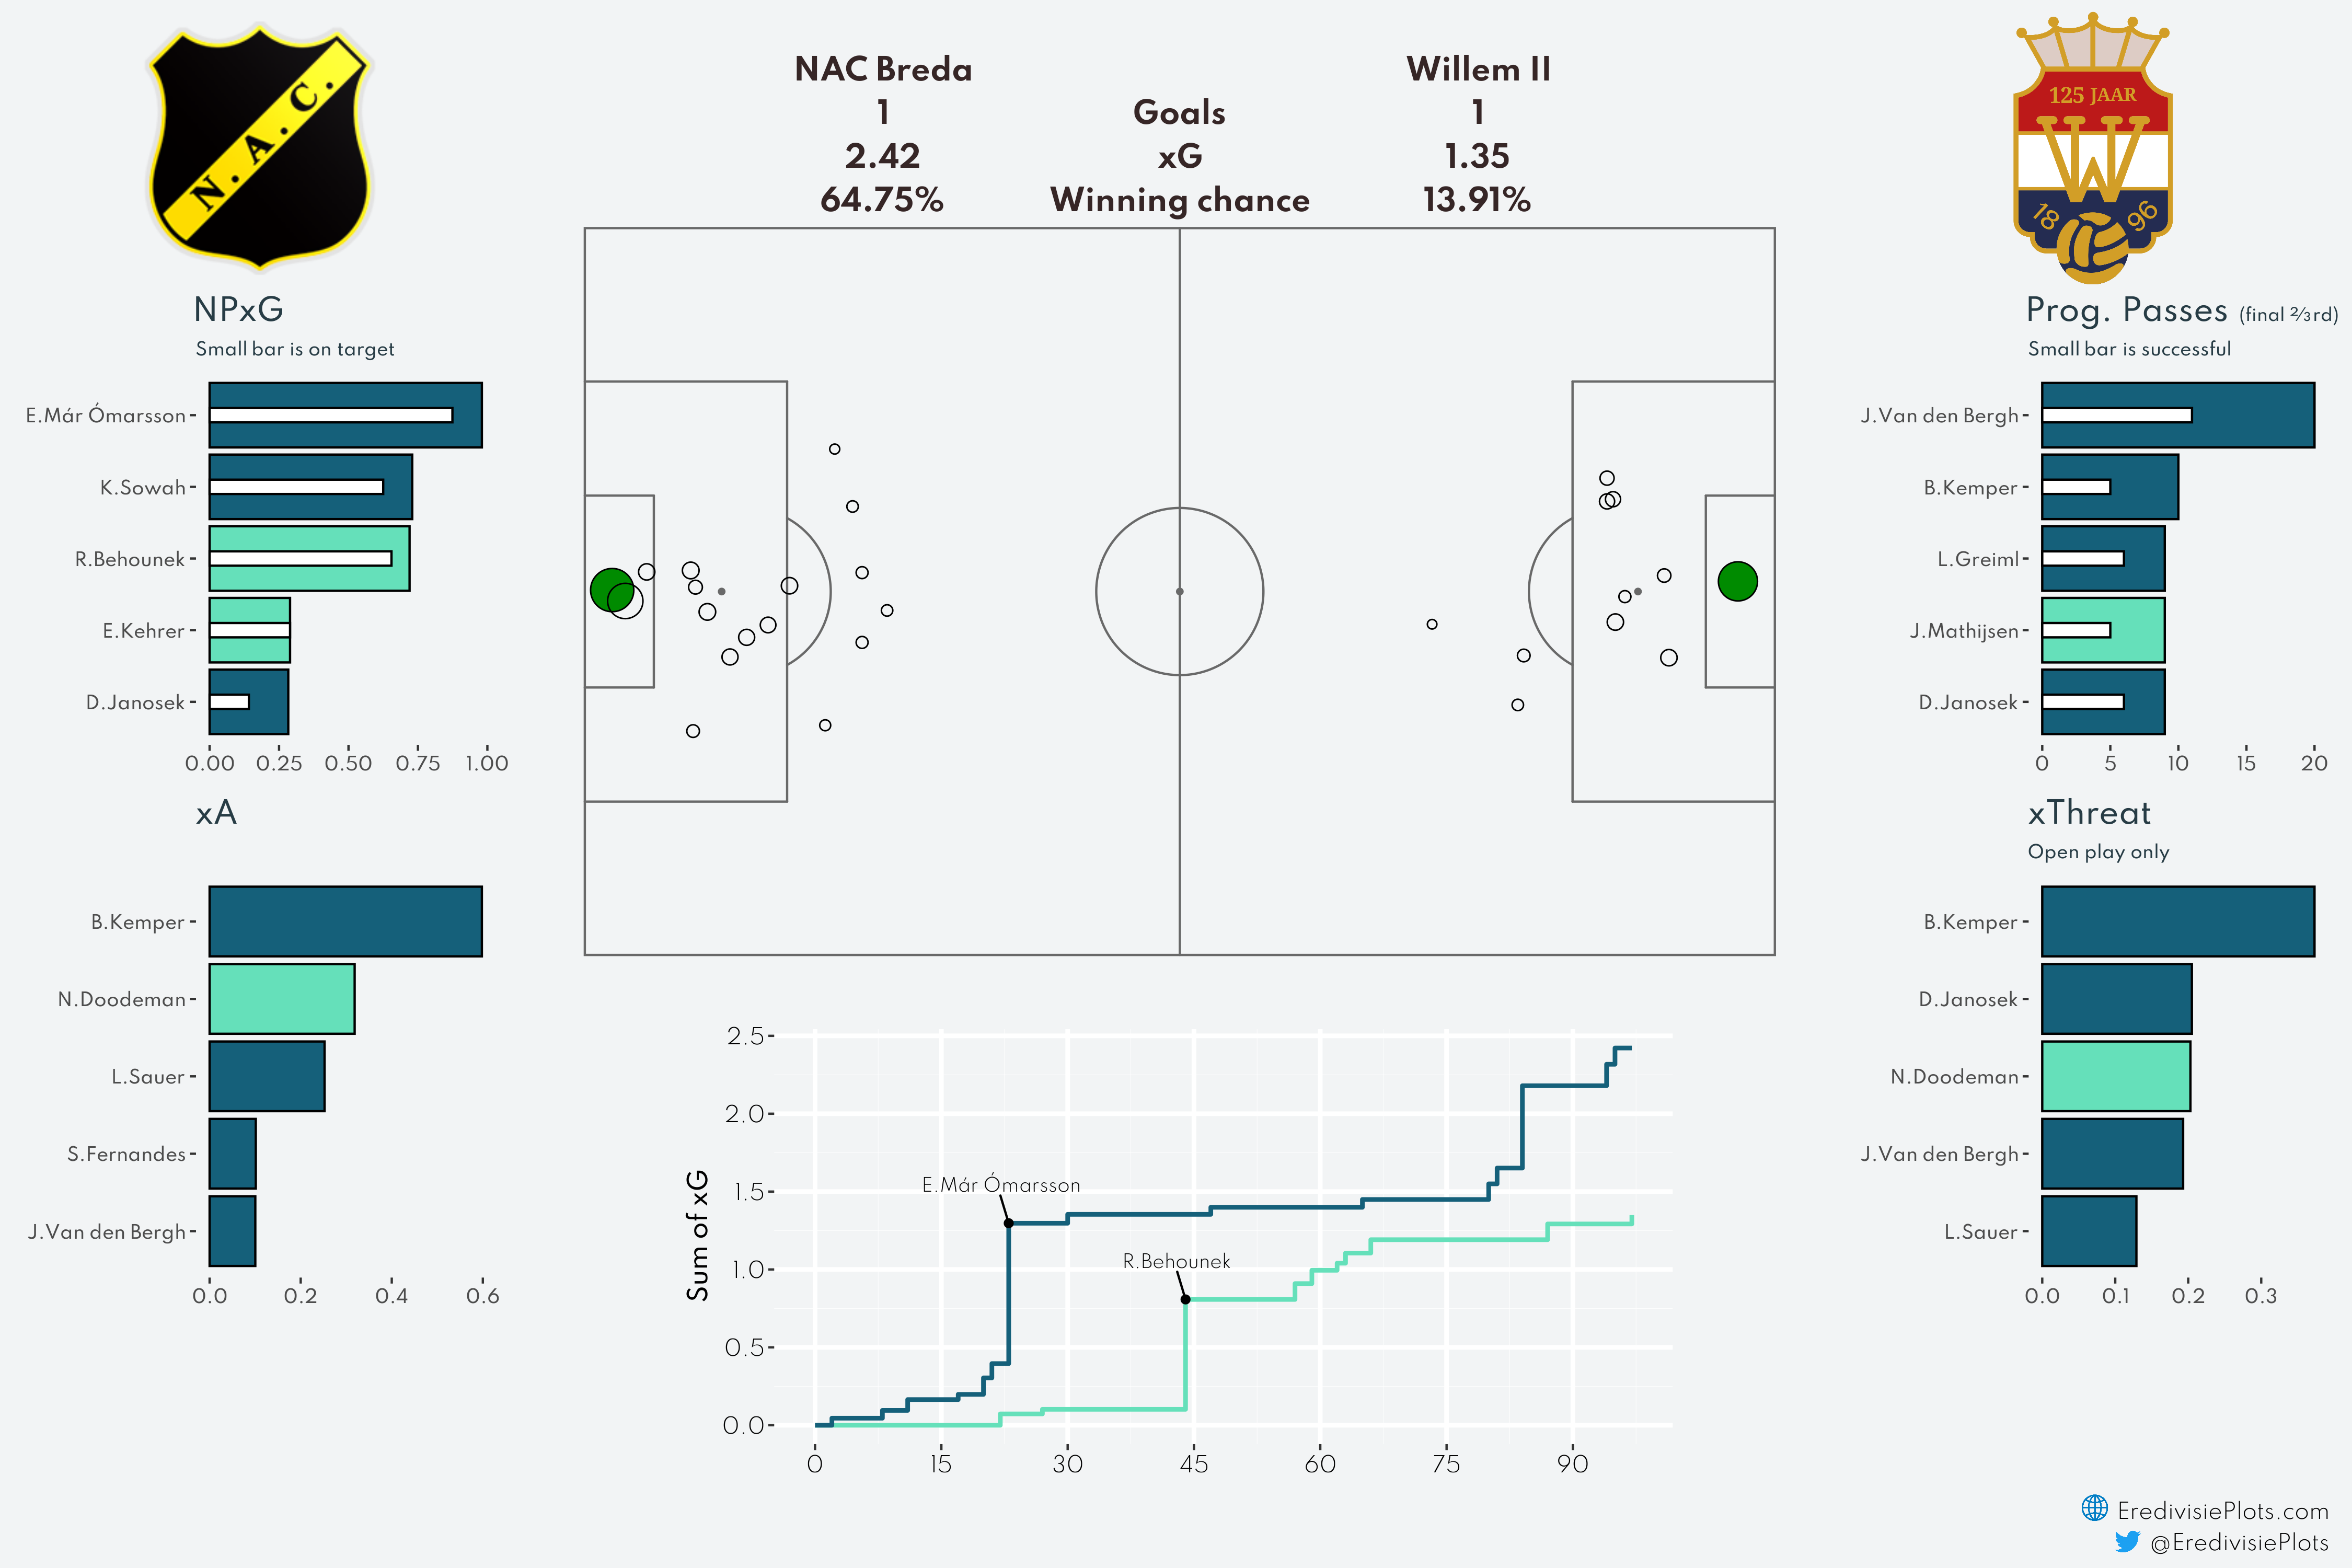 N.A.C.
NAC Breda
Willem II
1
Goals
1
2.42
xG
1.35
64.75%
Winning chance
13.91%
125 JAAR
W
18
96
NPxG
Small bar is on target
E.Már Ómarsson
K.Sowah
R.Behounek
E.Kehrer
D.Janosek
0.00 0.25 0.50 0.75 1.00
xA
B.Kemper
N.Doodeman
L.Sauer
S.Fernandes
J.Van den Bergh
0.0 0.2 0.4 0.6
Prog. Passes (final ⅔rd)
Small bar is successful
J.Van den Bergh
B.Kemper
L.Greiml
J.Mathijsen
D.Janosek
0 5 10 15 20
xThreat
Open play only
B.Kemper
D.Janosek
N.Doodeman
J.Van den Bergh
L.Sauer
0.0 0.1 0.2 0.3
Sum of xG
2.5
2.0
1.5
1.0
0.5
0.0
E.Már Ómarsson
R.Behounek
0 15 30 45 60 75 90
EredivisiePlots.com
@EredivisiePlots